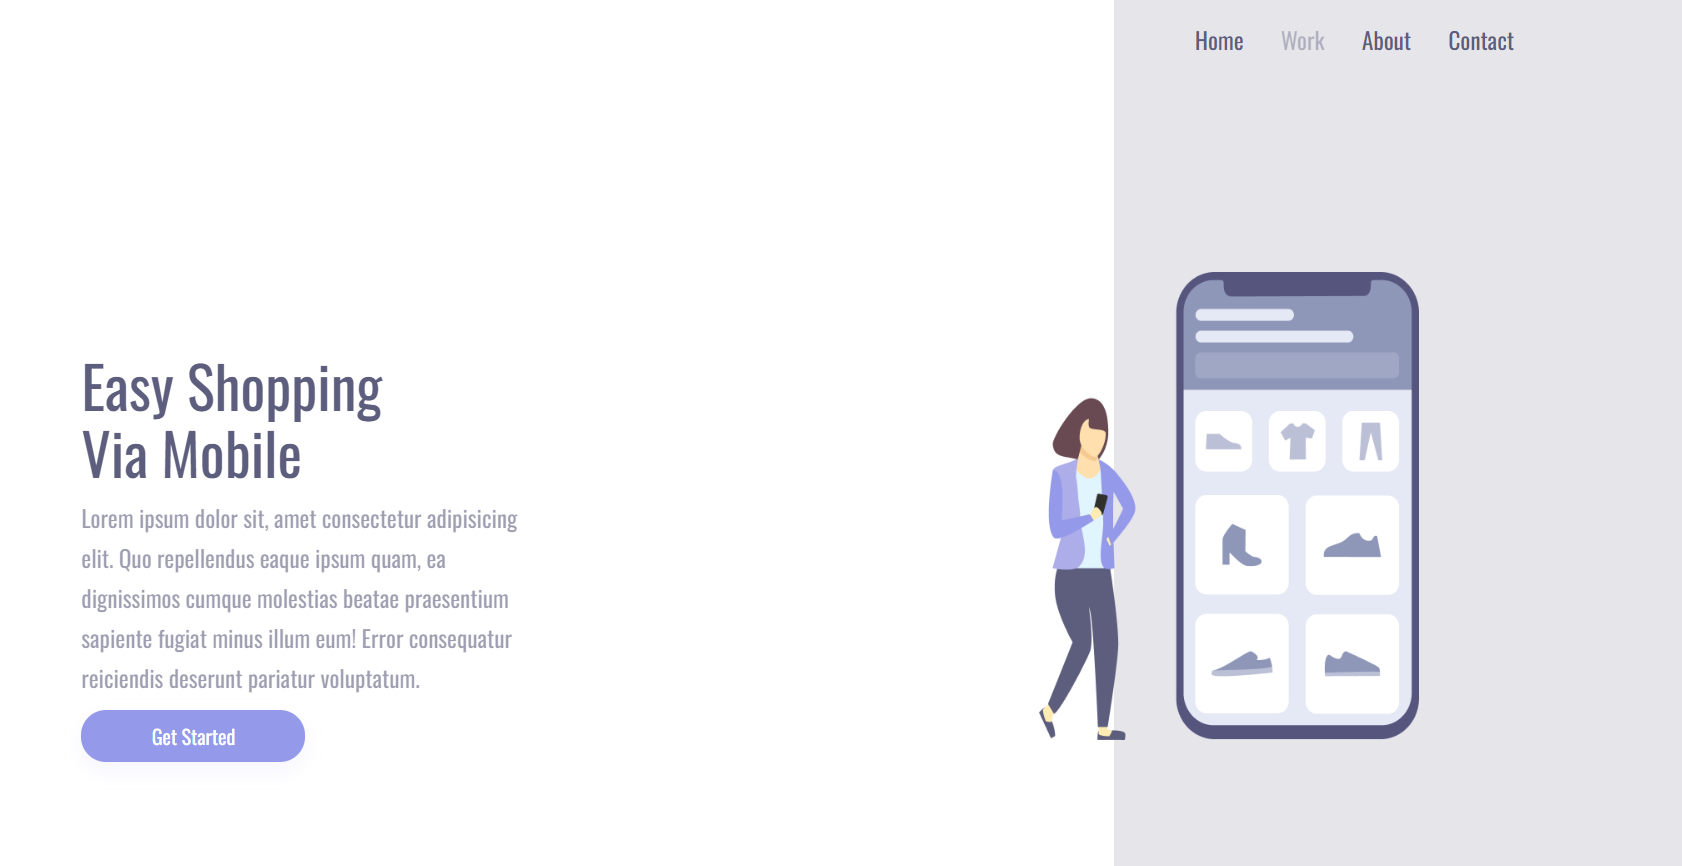 Home Work About Contact
Easy Shopping
Via Mobile
Lorem ipsum dolor sit, amet consectetur adipisicing
elit. Quo repellendus eaque ipsum quam, ea
dignissimos cumque molestias beatae praesentium
sapiente fugiat minus illum eum! Error consequatur
reiciendis deserunt pariatur voluptatum.
Get Started